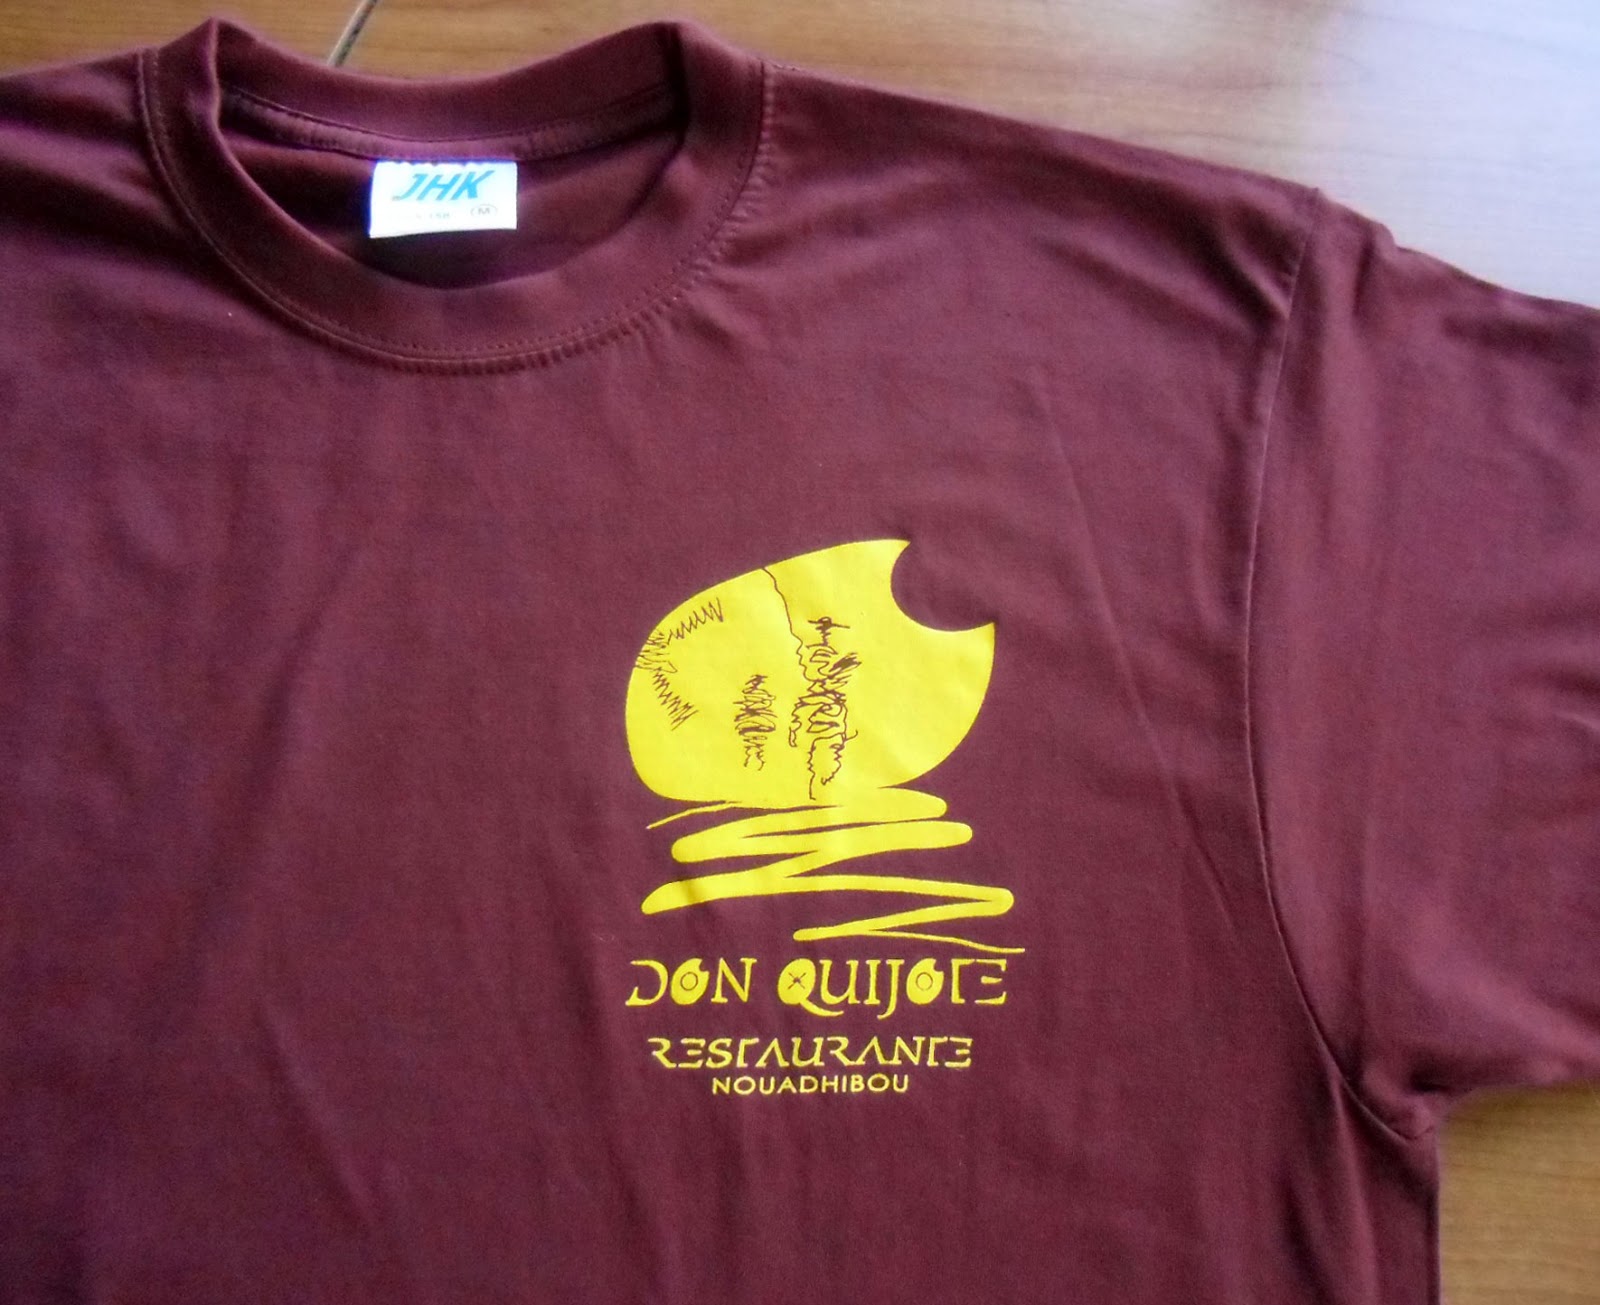 JHK
M
DON QUIJOTE
RESTAURANTE
NOUADHIBOU